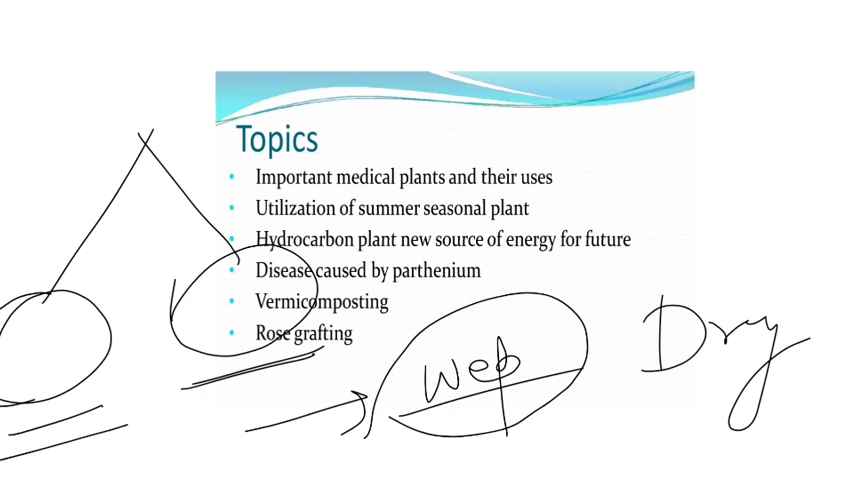 Topics
Important medical plants and their uses
Utilization of summer seasonal plant
Hydrocarbon plant new source of energy for future
Disease caused by parthenium
Vermicomposting
Rose grafting
Dry